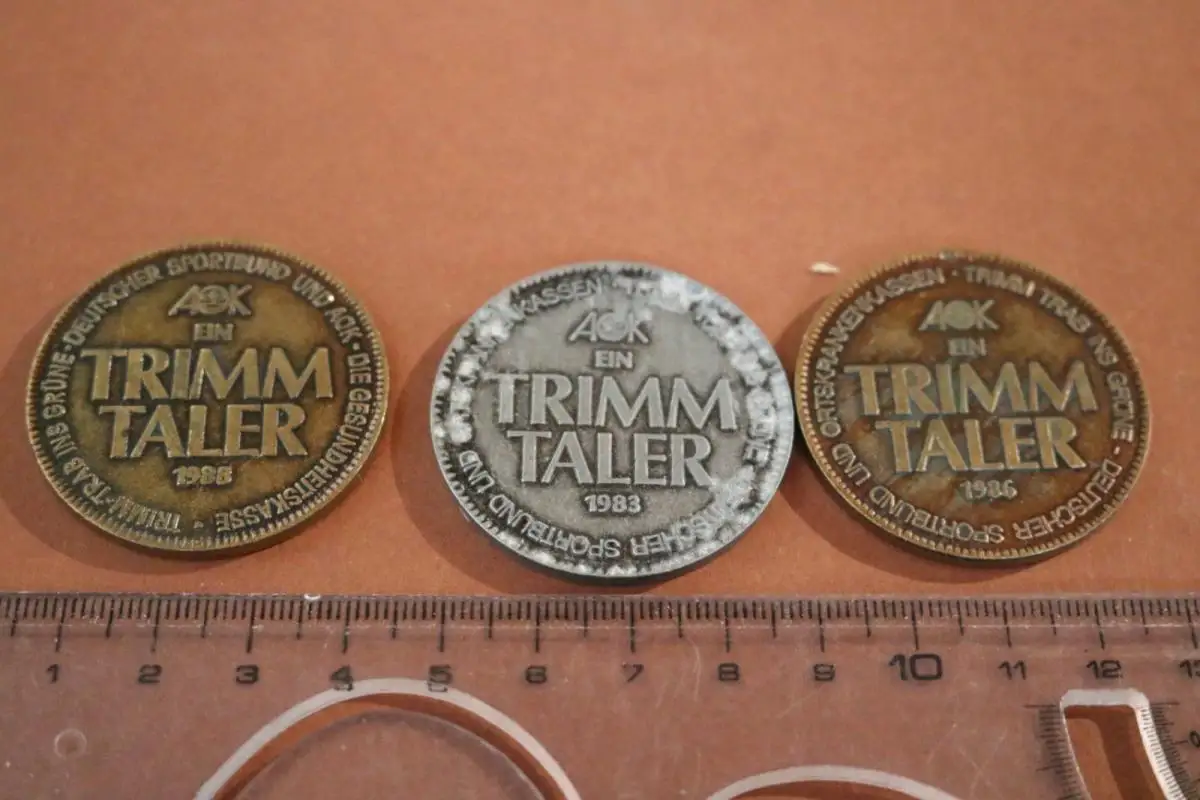 TRIMM TRAB INS GRÜNE · DEUTSCHER SPORTBUND UND AOK · DIE GESUNDHEITSKASSE ·
AOK
EIN
TRIMM
TALER
KASSEN
SPORTBUND UND
AOK
EIN
TRIMM
TALER
1983
ORTSKRANKENKASSEN · TRIMM TRAB INS GRÜNE · DEUTSCHER SPORTBUND UND
AOK
EIN
TRIMM
TALER
1986
1 2 3 4 5 6 7 8 9 10 11 12